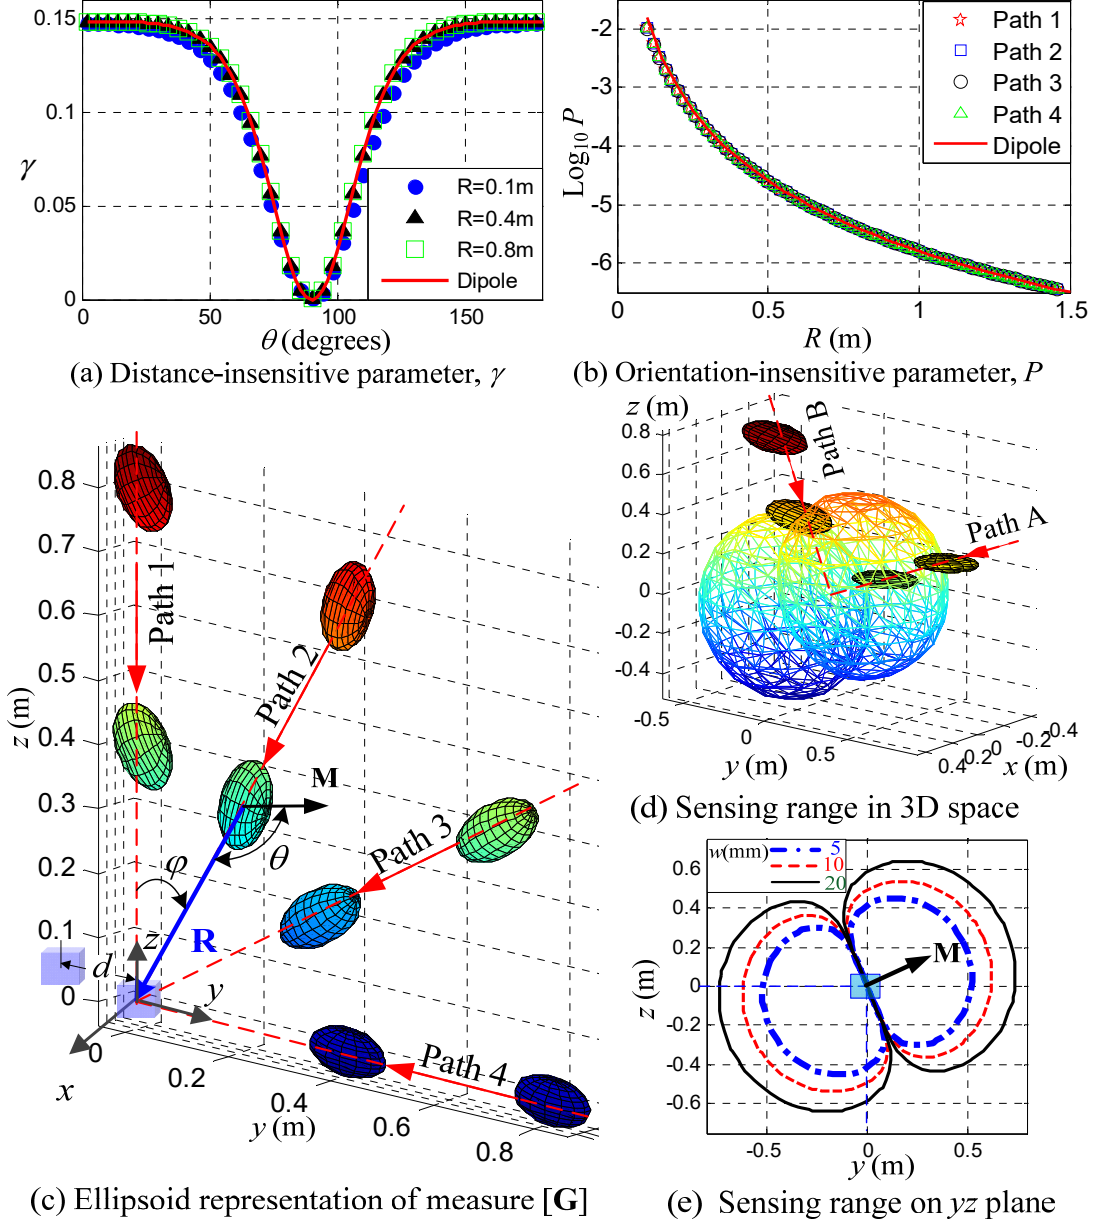 0.15
0.1
γ
0.05
0
0
50
100
150
θ (degrees)
R=0.1m
R=0.4m
R=0.8m
Dipole
(a) Distance-insensitive parameter, γ
-2
-3
-4
-5
-6
Log10 P
0
0.5
1
1.5
R (m)
Path 1
Path 2
Path 3
Path 4
Dipole
(b) Orientation-insensitive parameter, P
0.8
0.7
0.6
0.5
0.4
0.3
0.2
0.1
0
z (m)
Path 1
Path 2
M
Path 3
θ
φ
R
d
z
y
x
Path 4
0
0.2
0.4
0.6
0.8
y (m)
(c) Ellipsoid representation of measure [G]
z (m)
0.8
0.6
0.4
0.2
0
-0.2
-0.4
Path B
Path A
-0.5
0
0.5
y (m)
0.4
0.2
0
-0.2
-0.4
x (m)
(d) Sensing range in 3D space
w(mm)
5
10
20
0.6
0.4
0.2
0
-0.2
-0.4
-0.6
z (m)
M
-0.5
0
0.5
y (m)
(e) Sensing range on yz plane